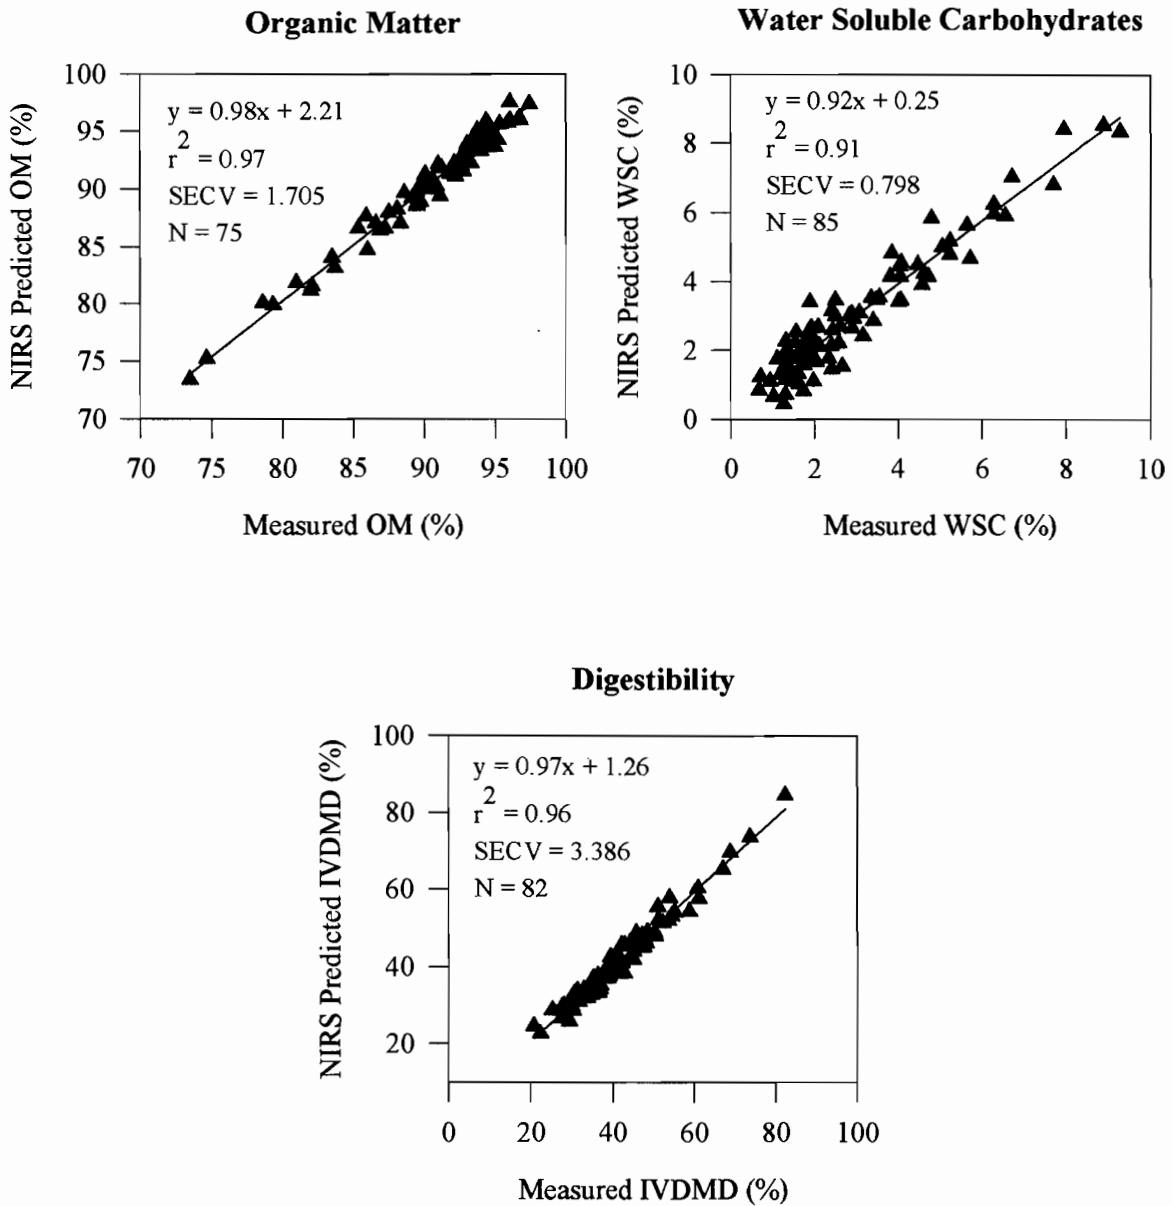 Organic Matter
NIRS Predicted OM (%)
100
95
90
85
80
75
70
y = 0.98x + 2.21
r² = 0.97
SECV = 1.705
N = 75
70 75 80 85 90 95 100
Measured OM (%)
Water Soluble Carbohydrates
NIRS Predicted WSC (%)
10
8
6
4
2
0
y = 0.92x + 0.25
r² = 0.91
SECV = 0.798
N = 85
0 2 4 6 8 10
Measured WSC (%)
Digestibility
NIRS Predicted IVDMD (%)
100
80
60
40
20
y = 0.97x + 1.26
r² = 0.96
SECV = 3.386
N = 82
0 20 40 60 80 100
Measured IVDMD (%)